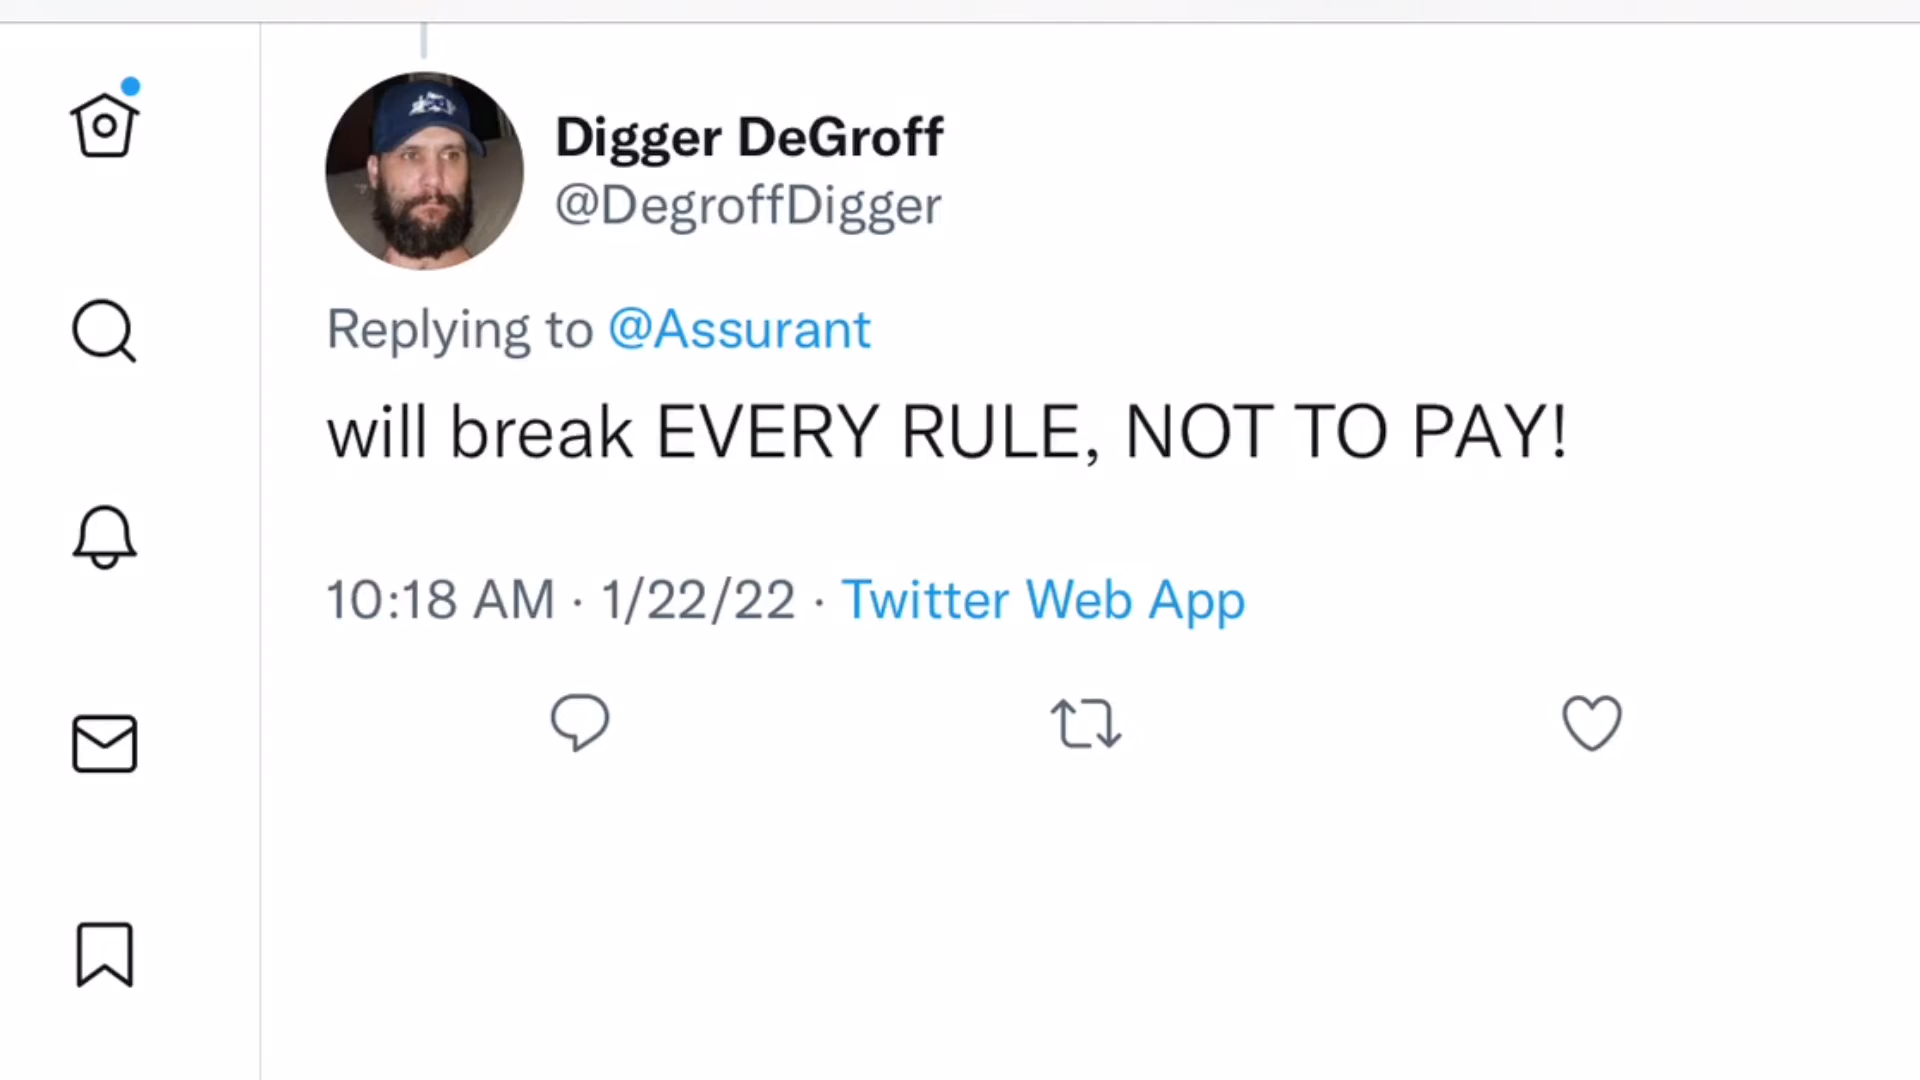 Digger DeGroff
@DegroffDigger
Replying to @Assurant
will break EVERY RULE, NOT TO PAY!
10:18 AM · 1/22/22 · Twitter Web App